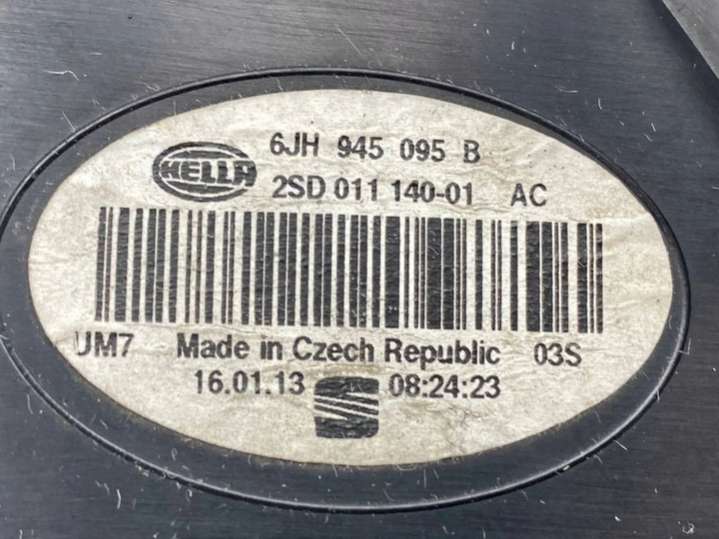 6JH 945 095 B
HELLA
2SD 011 140-01 AC
UM7 Made in Czech Republic 03S
16.01.13 08:24:23